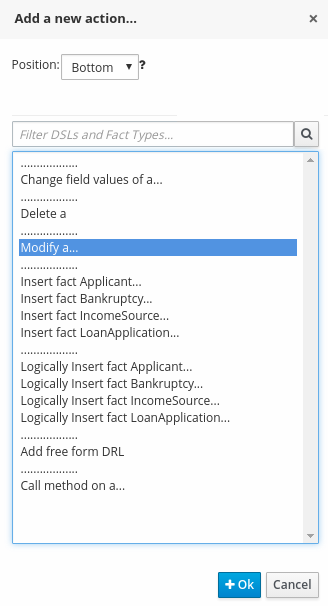 Add a new action...
×
Position: Bottom ?
Filter DSLs and Fact Types...
..................
Change field values of a...
..................
Delete a
..................
Modify a...
..................
Insert fact Applicant...
Insert fact Bankruptcy...
Insert fact IncomeSource...
Insert fact LoanApplication...
..................
Logically Insert fact Applicant...
Logically Insert fact Bankruptcy...
Logically Insert fact IncomeSource...
Logically Insert fact LoanApplication...
..................
Add free form DRL
..................
Call method on a...
+ Ok Cancel